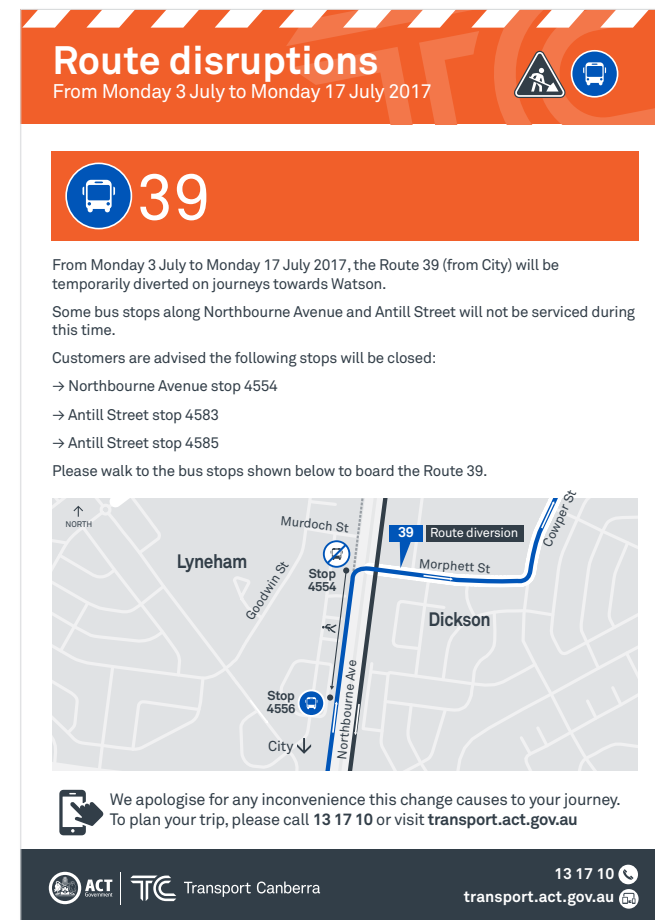 Route disruptions
From Monday 3 July to Monday 17 July 2017
39
From Monday 3 July to Monday 17 July 2017, the Route 39 (from City) will be
temporarily diverted on journeys towards Watson.
Some bus stops along Northbourne Avenue and Antill Street will not be serviced during
this time.
Customers are advised the following stops will be closed:
→ Northbourne Avenue stop 4554
→ Antill Street stop 4583
→ Antill Street stop 4585
Please walk to the bus stops shown below to board the Route 39.
NORTH
Murdoch St
39
Route diversion
Cowper St
Lyneham
Goodwin St
Stop
4554
Morphett St
Dickson
Stop
4556
Northbourne Ave
City
We apologise for any inconvenience this change causes to your journey.
To plan your trip, please call 13 17 10 or visit transport.act.gov.au
ACT
Government
TC
Transport Canberra
13 17 10
transport.act.gov.au